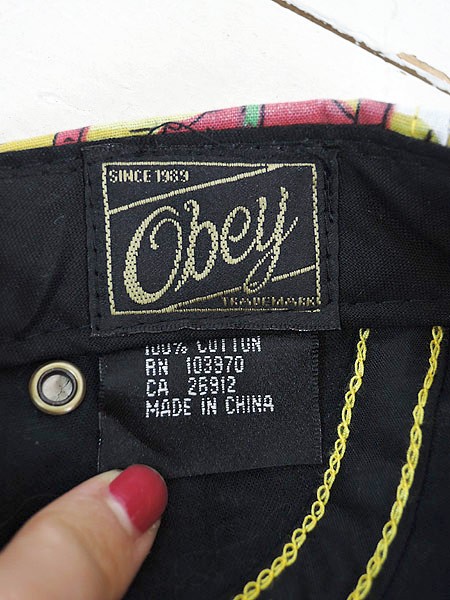 SINCE 1989
Obey
TRADEMARK
100% COTTON
RN 103970
CA 26912
MADE IN CHINA